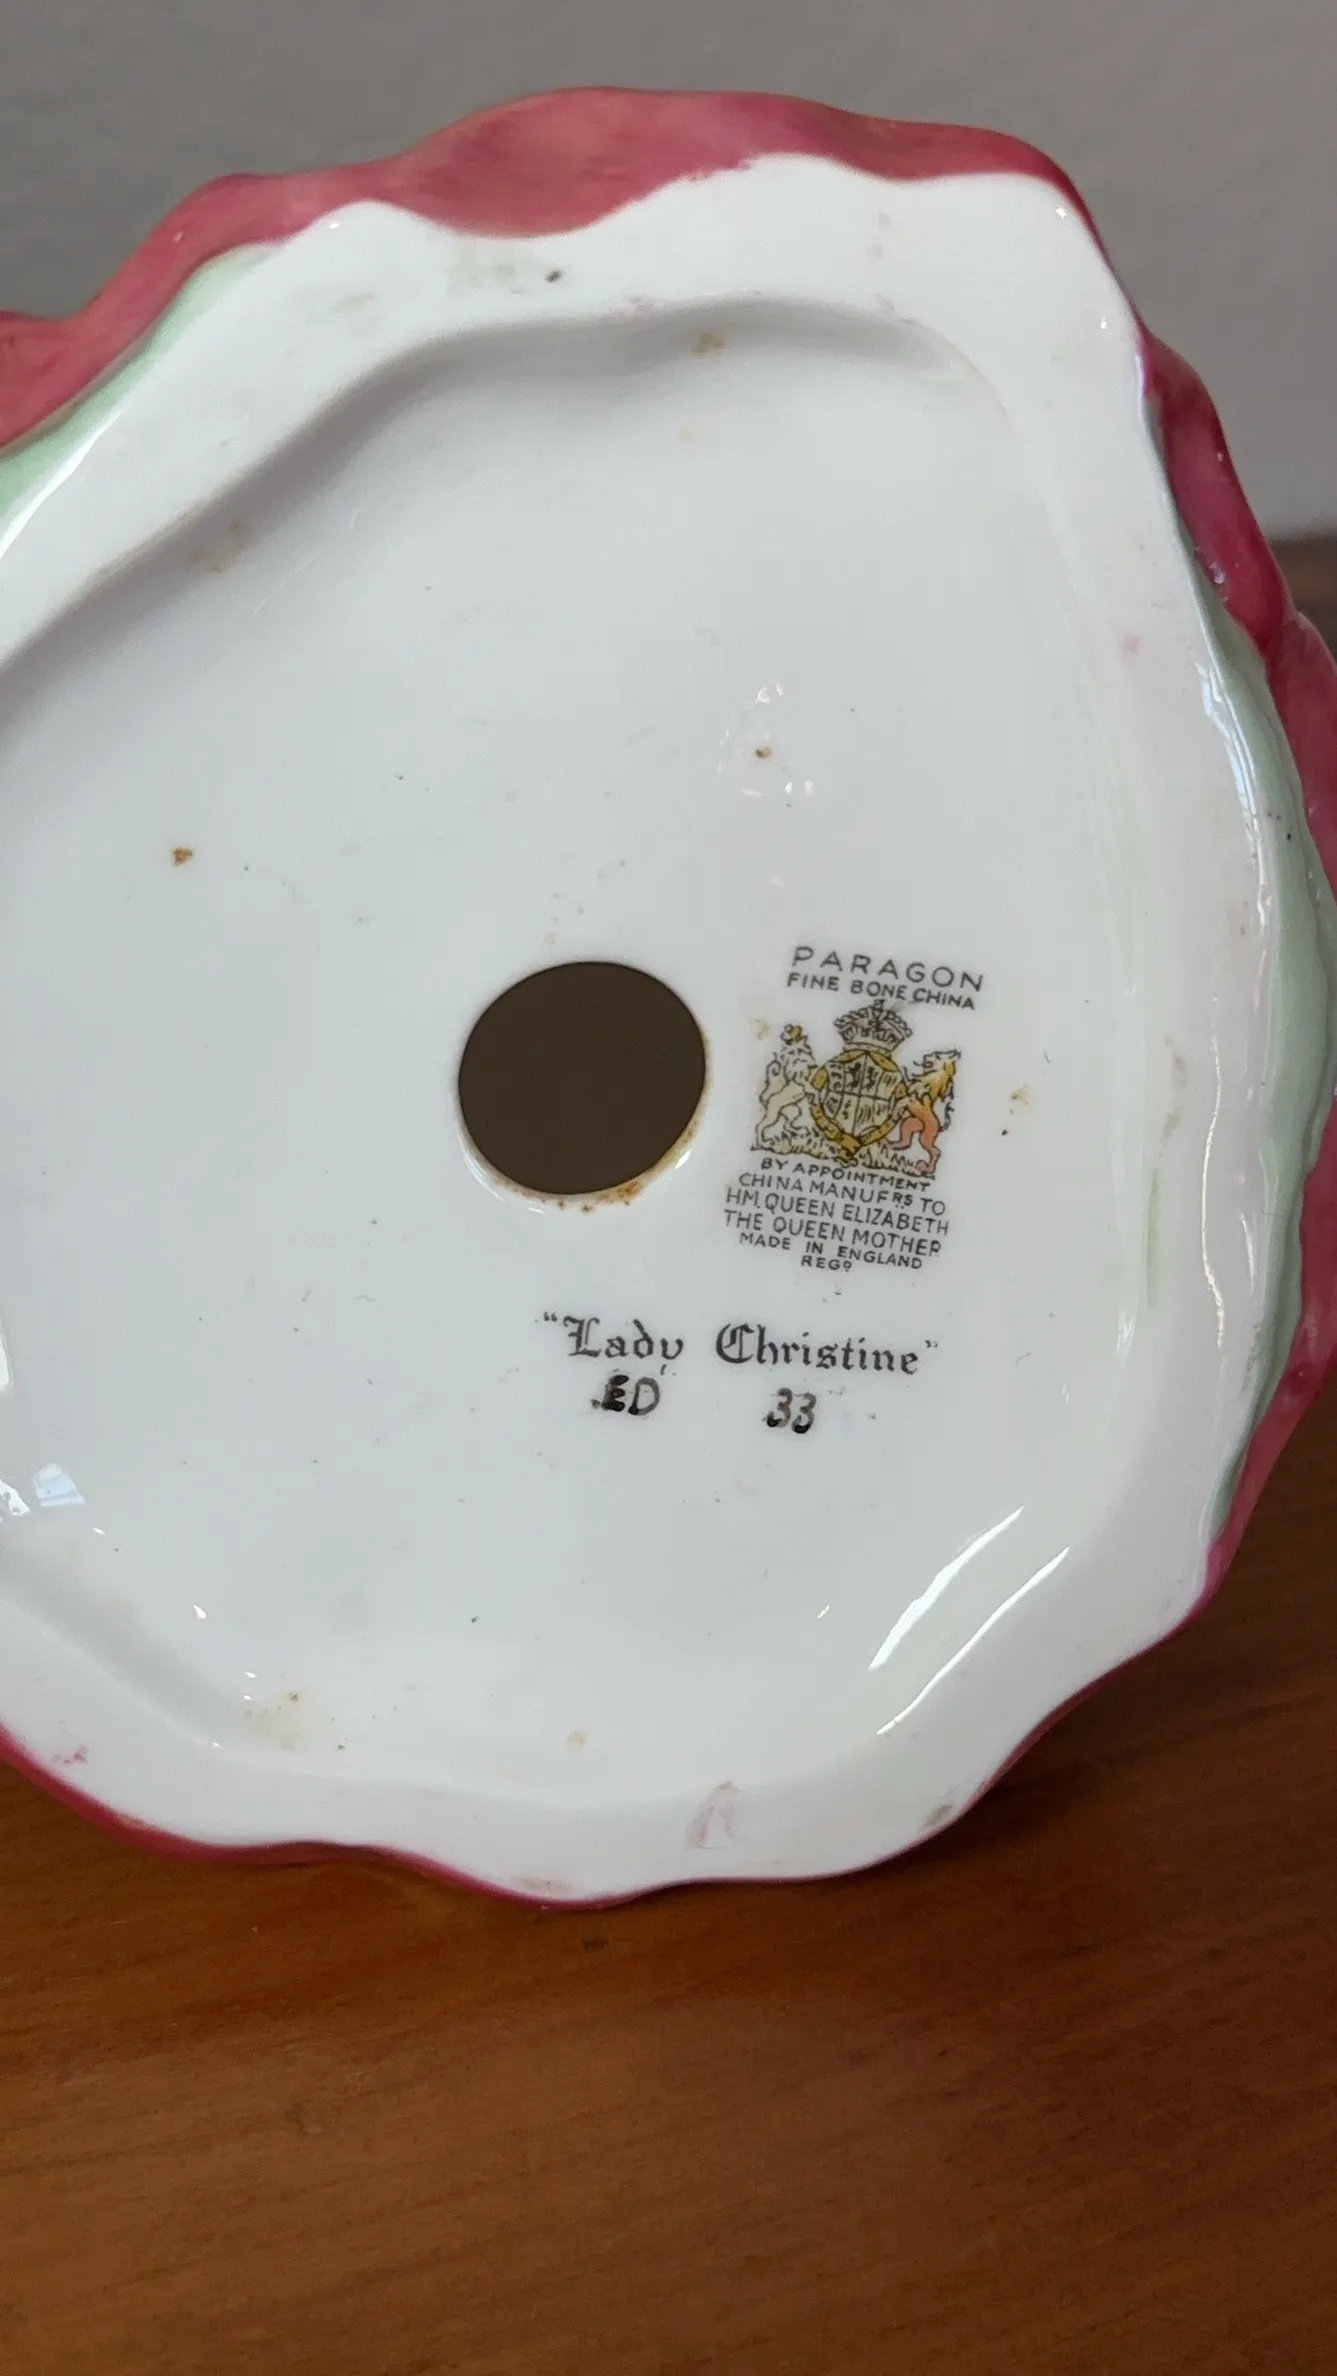 PARAGON
FINE BONE CHINA
BY APPOINTMENT
CHINA MANUFRS TO
HM. QUEEN ELIZABETH
THE QUEEN MOTHER
MADE IN ENGLAND
REGD
"Lady Christine"
ED 33